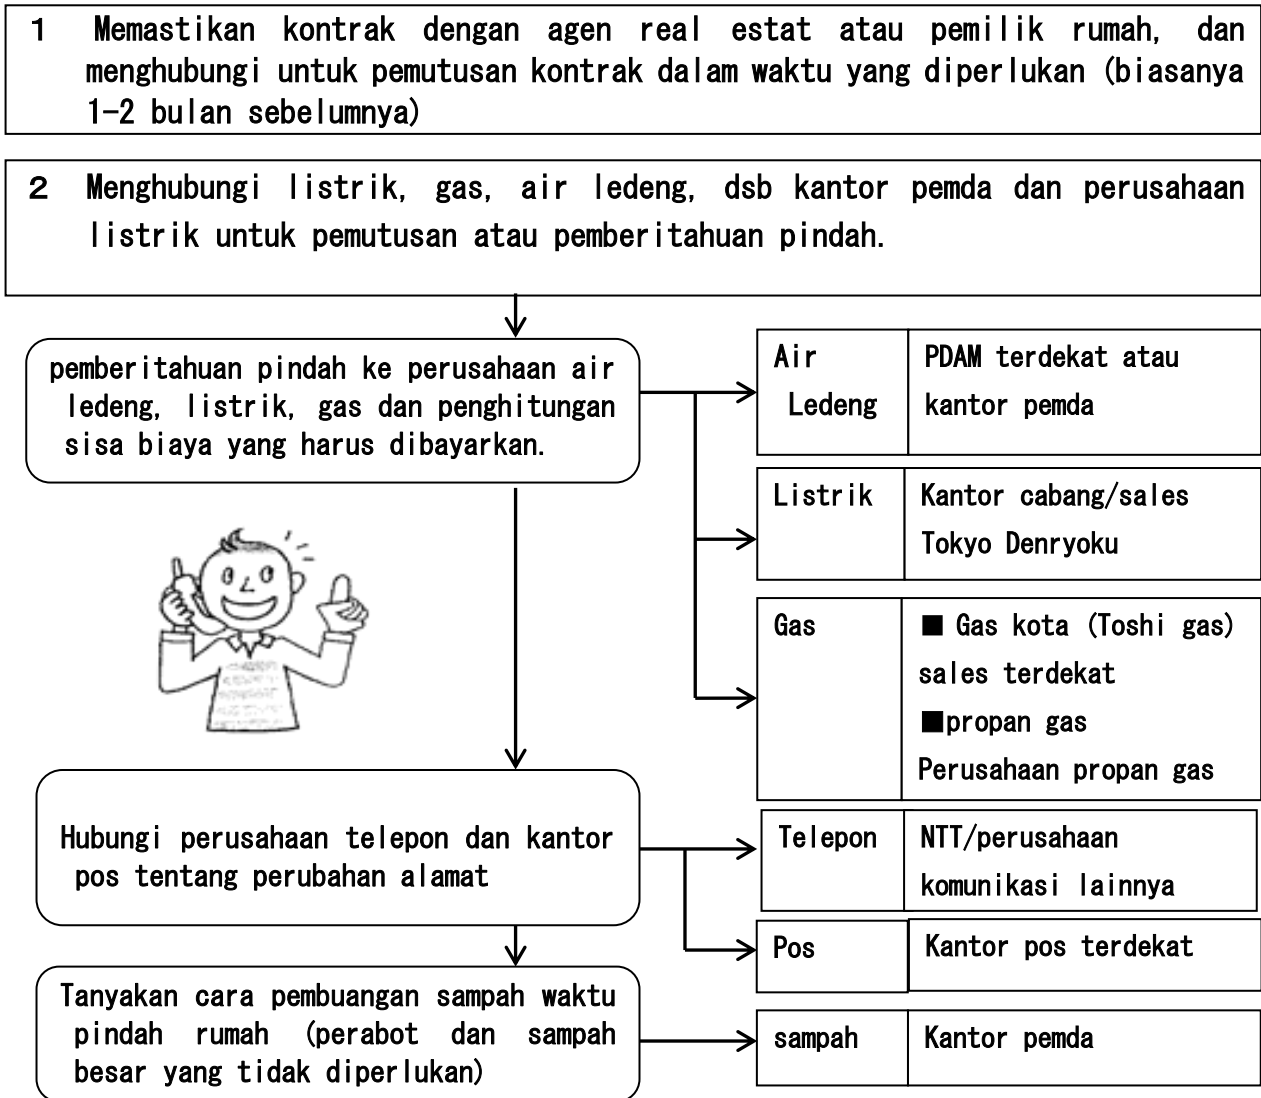 1 Memastikan kontrak dengan agen real estat atau pemilik rumah, dan
menghubungi untuk pemutusan kontrak dalam waktu yang diperlukan (biasanya
1-2 bulan sebelumnya)
2 Menghubungi listrik, gas, air ledeng, dsb kantor pemda dan perusahaan
listrik untuk pemutusan atau pemberitahuan pindah.
pemberitahuan pindah ke perusahaan air
ledeng, listrik, gas dan penghitungan
sisa biaya yang harus dibayarkan.
Air
Ledeng
PDAM terdekat atau
kantor pemda
Listrik
Kantor cabang/sales
Tokyo Denryoku
Gas
■ Gas kota (Toshi gas)
sales terdekat
■propan gas
Perusahaan propan gas
Hubungi perusahaan telepon dan kantor
pos tentang perubahan alamat
Telepon
NTT/perusahaan
komunikasi lainnya
Pos
Kantor pos terdekat
Tanyakan cara pembuangan sampah waktu
pindah rumah (perabot dan sampah
besar yang tidak diperlukan)
sampah
Kantor pemda